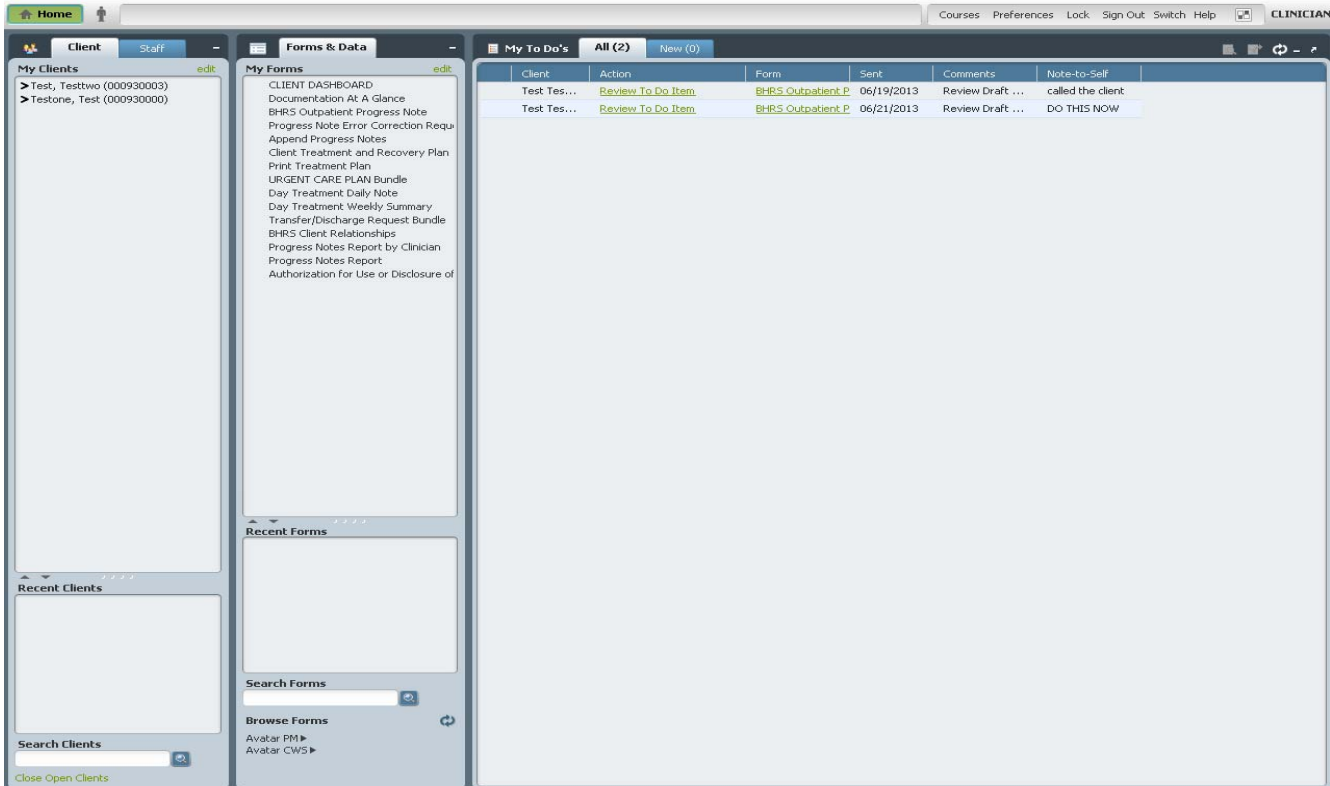 Home
Courses Preferences Lock Sign Out Switch Help CLINICIAN
Client Staff
My Clients edit
Test, Testtwo (000930003)
Testone, Test (000930000)
Recent Clients
Search Clients
Close Open Clients
Forms & Data
My Forms edit
CLIENT DASHBOARD
Documentation At A Glance
BHRS Outpatient Progress Note
Progress Note Error Correction Requ
Append Progress Notes
Client Treatment and Recovery Plan
Print Treatment Plan
URGENT CARE PLAN Bundle
Day Treatment Daily Note
Day Treatment Weekly Summary
Transfer/Discharge Request Bundle
BHRS Client Relationships
Progress Notes Report by Clinician
Progress Notes Report
Authorization for Use or Disclosure of
Recent Forms
Search Forms
Browse Forms
Avatar PM
Avatar CWS
My To Do's All (2) New (0)
Client Action Form Sent Comments Note-to-Self
Test Tes... Review To Do Item BHRS Outpatient P 06/19/2013 Review Draft ... called the client
Test Tes... Review To Do Item BHRS Outpatient P 06/21/2013 Review Draft ... DO THIS NOW